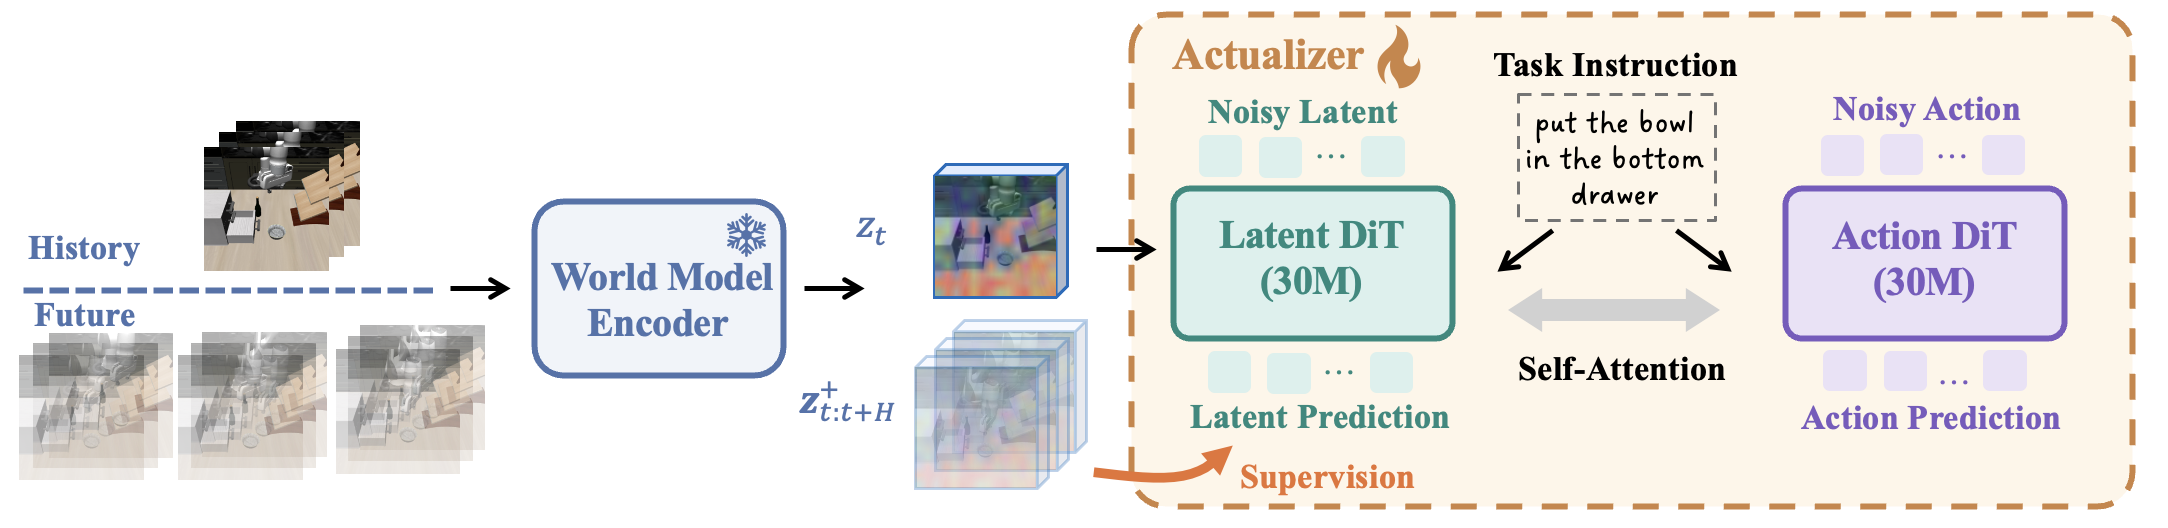 History
Future
World Model
Encoder
z_t
z^+_{t:t+H}
Actualizer
Noisy Latent
...
Latent DiT
(30M)
...
Latent Prediction
Supervision
Task Instruction
put the bowl
in the bottom
drawer
Self-Attention
Noisy Action
...
Action DiT
(30M)
...
Action Prediction